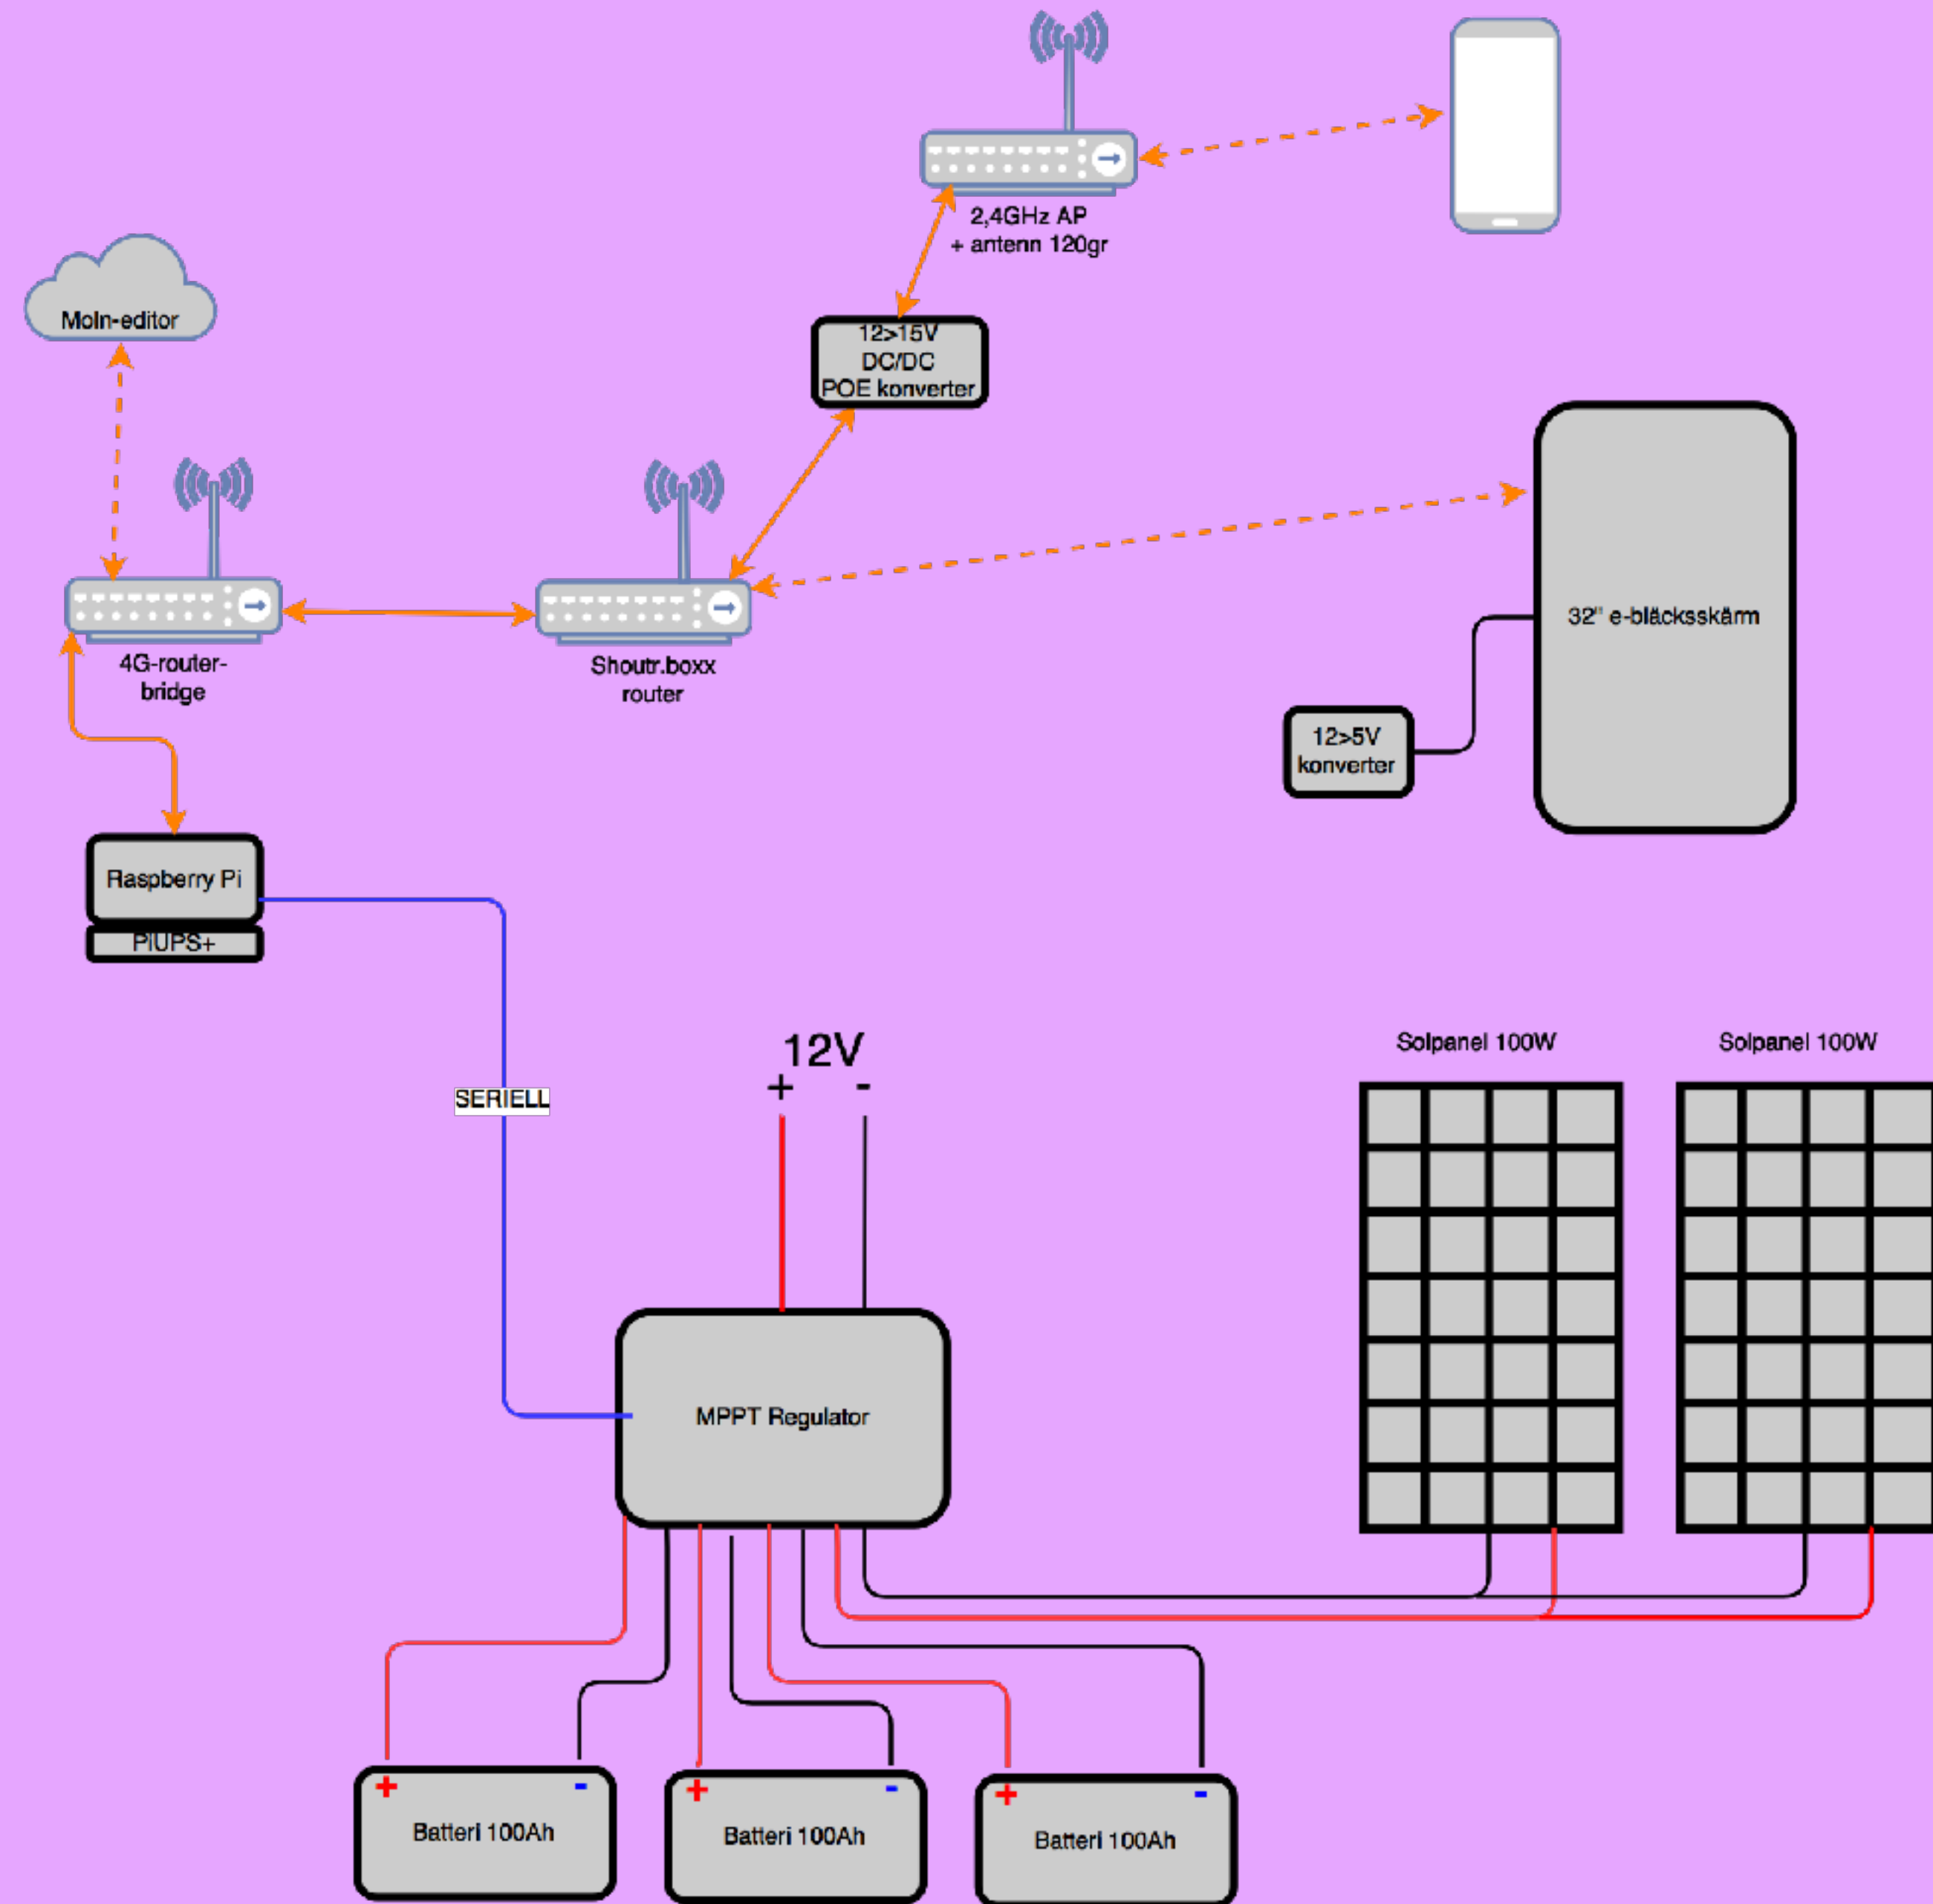 2,4GHz AP
+ antenn 120gr
Moln-editor
12>15V
DC/DC
POE konverter
4G-router-
bridge
Shoutr.boxx
router
32" e-bläcksskärm
12>5V
konverter
Raspberry Pi
PiUPS+
12V
+ -
Solpanel 100W
Solpanel 100W
SERIELL
MPPT Regulator
+ -
Batteri 100Ah
+ -
Batteri 100Ah
+ -
Batteri 100Ah